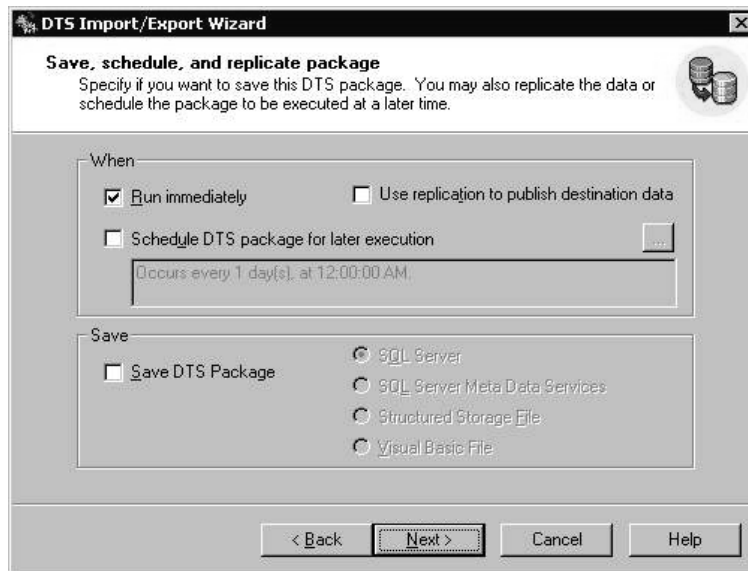 DTS Import/Export Wizard
Save, schedule, and replicate package
Specify if you want to save this DTS package. You may also replicate the data or
schedule the package to be executed at a later time.
When
Run immediately
Use replication to publish destination data
Schedule DTS package for later execution
...
Occurs every 1 day(s), at 12:00:00 AM.
Save
Save DTS Package
SQL Server
SQL Server Meta Data Services
Structured Storage File
Visual Basic File
< Back
Next >
Cancel
Help